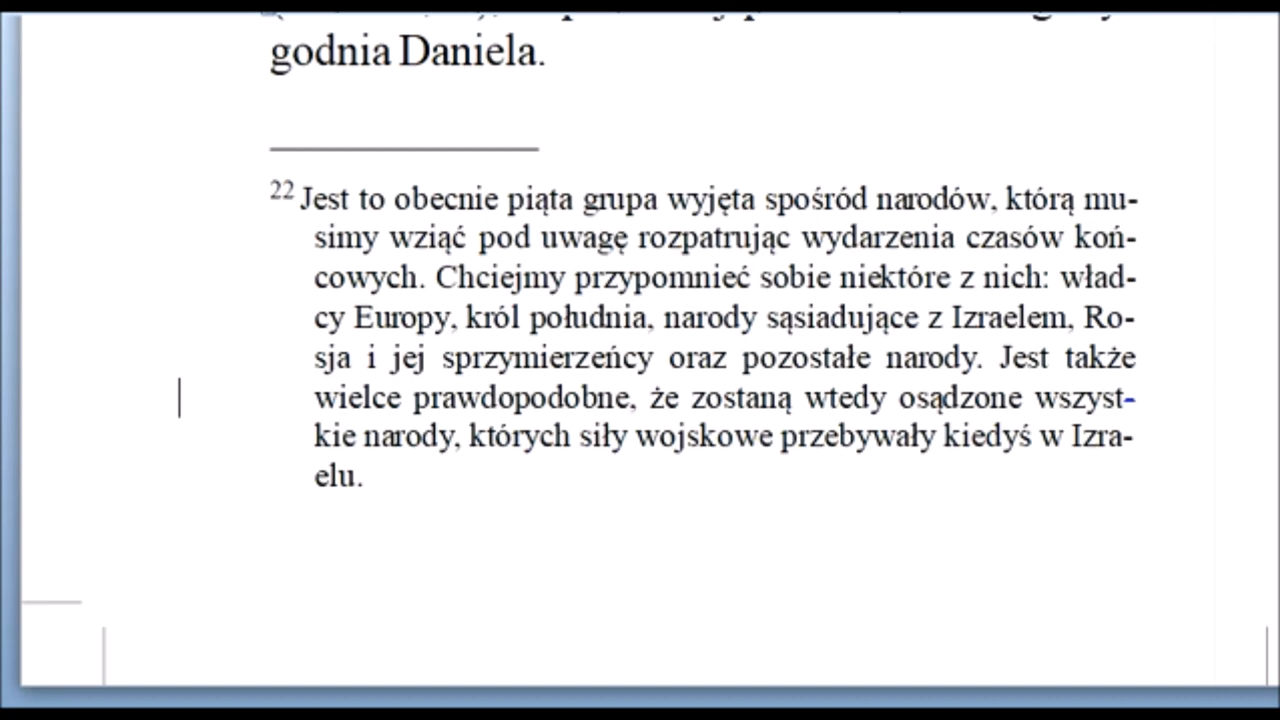 godnia Daniela.
22 Jest to obecnie piąta grupa wyjęta spośród narodów, którą mu-
simy wziąć pod uwagę rozpatrując wydarzenia czasów koń-
cowych. Chciejmy przypomnieć sobie niektóre z nich: wład-
cy Europy, król południa, narody sąsiadujące z Izraelem, Ro-
sja i jej sprzymierzeńcy oraz pozostałe narody. Jest także
wielce prawdopodobne, że zostaną wtedy osądzone wszyst-
kie narody, których siły wojskowe przebywały kiedyś w Izra-
elu.